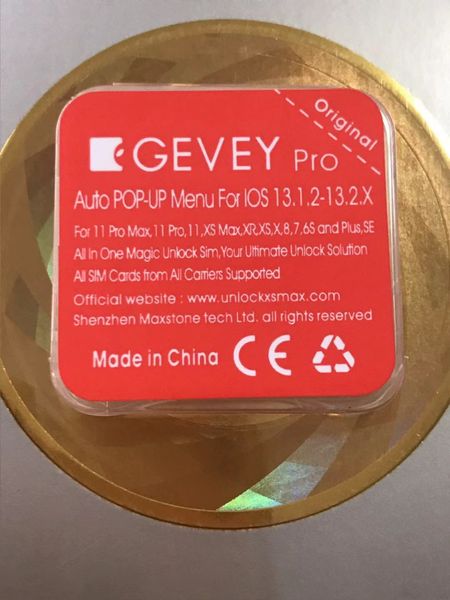 Original
GEVEY Pro
Auto POP-UP Menu For IOS 13.1.2-13.2.X
For 11 Pro Max,11 Pro,11,XS Max,XR,XS,X,8,7,6S and Plus,SE
All In One Magic Unlock Sim,Your Ultimate Unlock Solution
All SIM Cards from All Carriers Supported
Official website : www.unlockxsmax.com
Shenzhen Maxstone tech Ltd. all rights reserved
Made in China CE